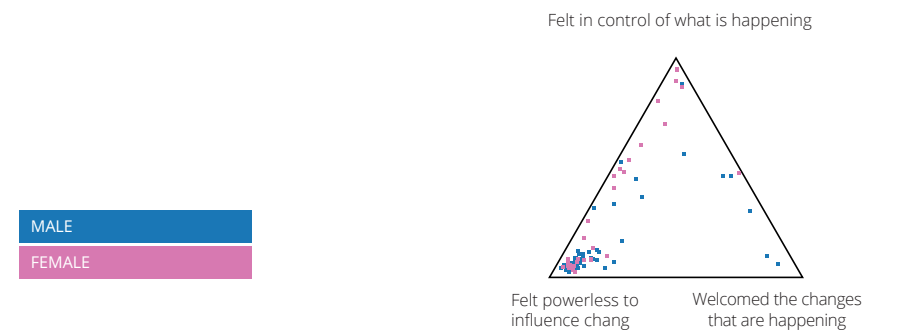 Felt in control of what is happening
MALE
FEMALE
Felt powerless to
influence chang
Welcomed the changes
that are happening